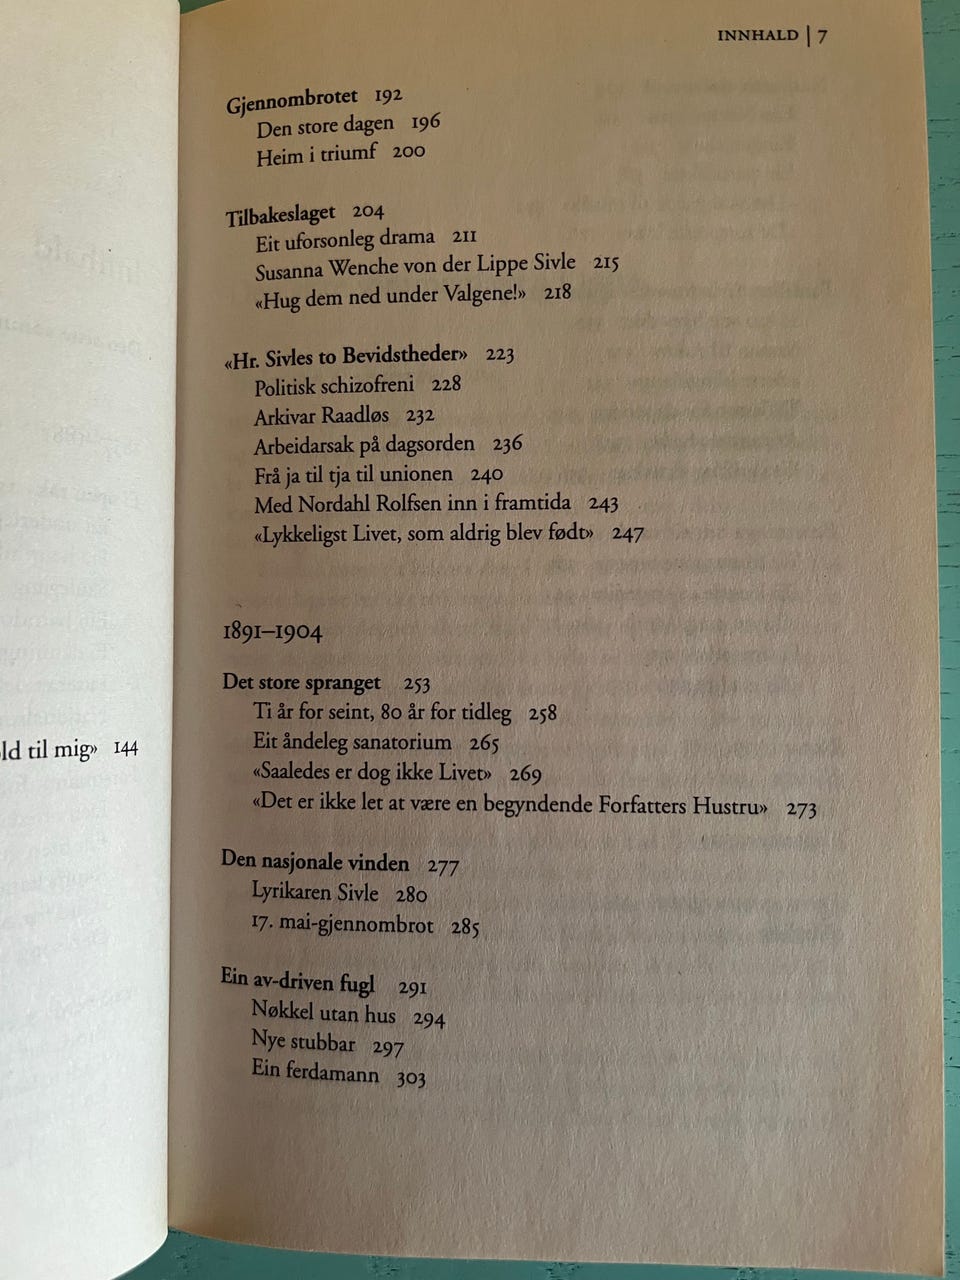 ld til mig» 144
INNHALD | 7
Gjennombrotet 192
Den store dagen 196
Heim i triumf 200
Tilbakeslaget 204
Eit uforsonleg drama 211
Susanna Wenche von der Lippe Sivle 215
«Hug dem ned under Valgene!» 218
«Hr. Sivles to Bevidstheder» 223
Politisk schizofreni 228
Arkivar Raadløs 232
Arbeidarsak på dagsorden 236
Frå ja til tja til unionen 240
Med Nordahl Rolfsen inn i framtida 243
«Lykkeligst Livet, som aldrig blev født» 247
1891–1904
Det store spranget 253
Ti år for seint, 80 år for tidleg 258
Eit åndeleg sanatorium 265
«Saaledes er dog ikke Livet» 269
«Det er ikke let at være en begyndende Forfatters Hustru» 273
Den nasjonale vinden 277
Lyrikaren Sivle 280
17. mai-gjennombrot 285
Ein av-driven fugl 291
Nøkkel utan hus 294
Nye stubbar 297
Ein ferdamann 303